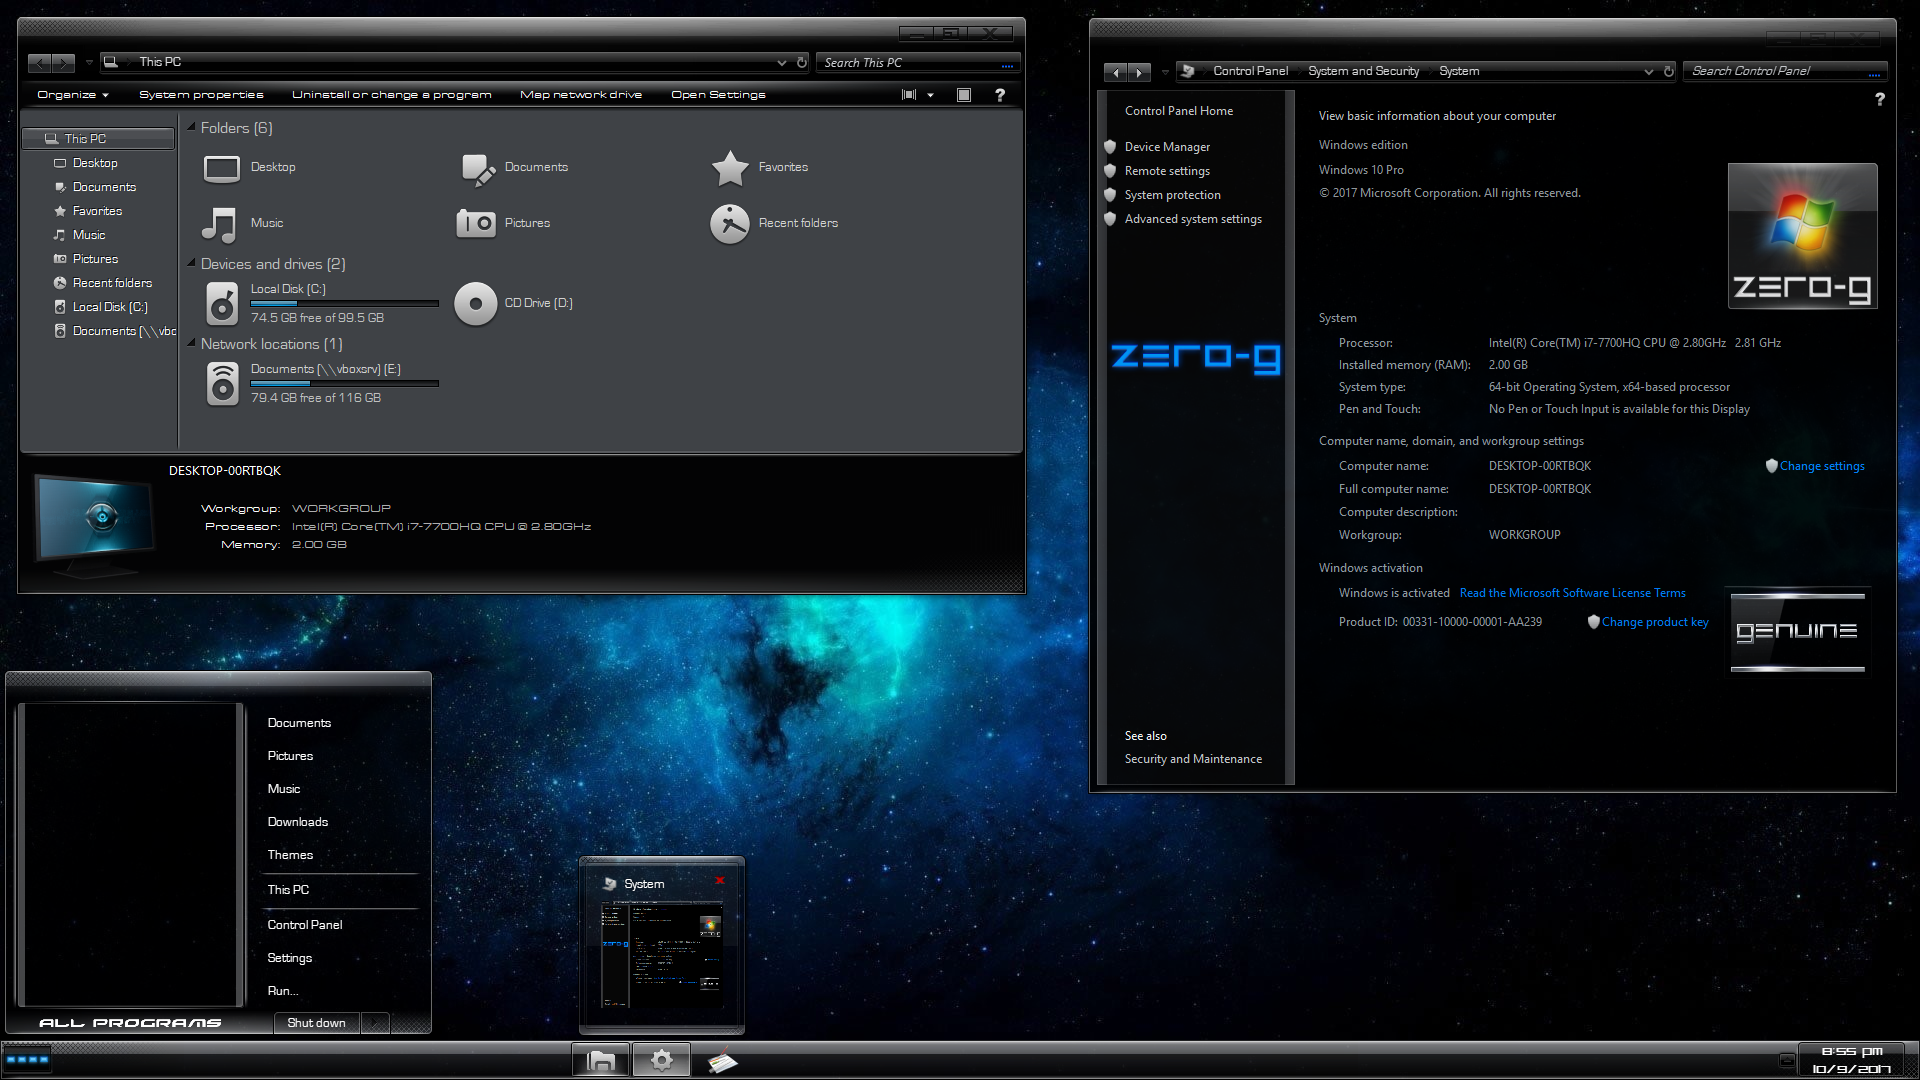 This PC
Search This PC
Organize
System properties
Uninstall or change a program
Map network drive
Open Settings
?
This PC
Desktop
Documents
Favorites
Music
Pictures
Recent folders
Local Disk (C:)
Documents (\\vbo
Folders (6)
Desktop
Documents
Favorites
Music
Pictures
Recent folders
Devices and drives (2)
Local Disk (C:)
74.5 GB free of 99.5 GB
CD Drive (D:)
Network locations (1)
Documents (\\vboxsrv) (E:)
79.4 GB free of 116 GB
DESKTOP-00RTBQK
Workgroup: WORKGROUP
Processor: Intel(R) Core(TM) i7-7700HQ CPU @ 2.80GHz
Memory: 2.00 GB
Control Panel
System and Security
System
Search Control Panel
?
Control Panel Home
Device Manager
Remote settings
System protection
Advanced system settings
zero-g
See also
Security and Maintenance
View basic information about your computer
Windows edition
Windows 10 Pro
© 2017 Microsoft Corporation. All rights reserved.
zero-g
System
Processor: Intel(R) Core(TM) i7-7700HQ CPU @ 2.80GHz 2.81 GHz
Installed memory (RAM): 2.00 GB
System type: 64-bit Operating System, x64-based processor
Pen and Touch: No Pen or Touch Input is available for this Display
Computer name, domain, and workgroup settings
Computer name: DESKTOP-00RTBQK
Change settings
Full computer name: DESKTOP-00RTBQK
Computer description:
Workgroup: WORKGROUP
Windows activation
Windows is activated Read the Microsoft Software License Terms
Product ID: 00331-10000-00001-AA239
Change product key
genuine
Documents
Pictures
Music
Downloads
Themes
This PC
Control Panel
Settings
Run...
ALL PROGRAMS
Shut down
System
zero-g
8:55 pm
10/9/2017